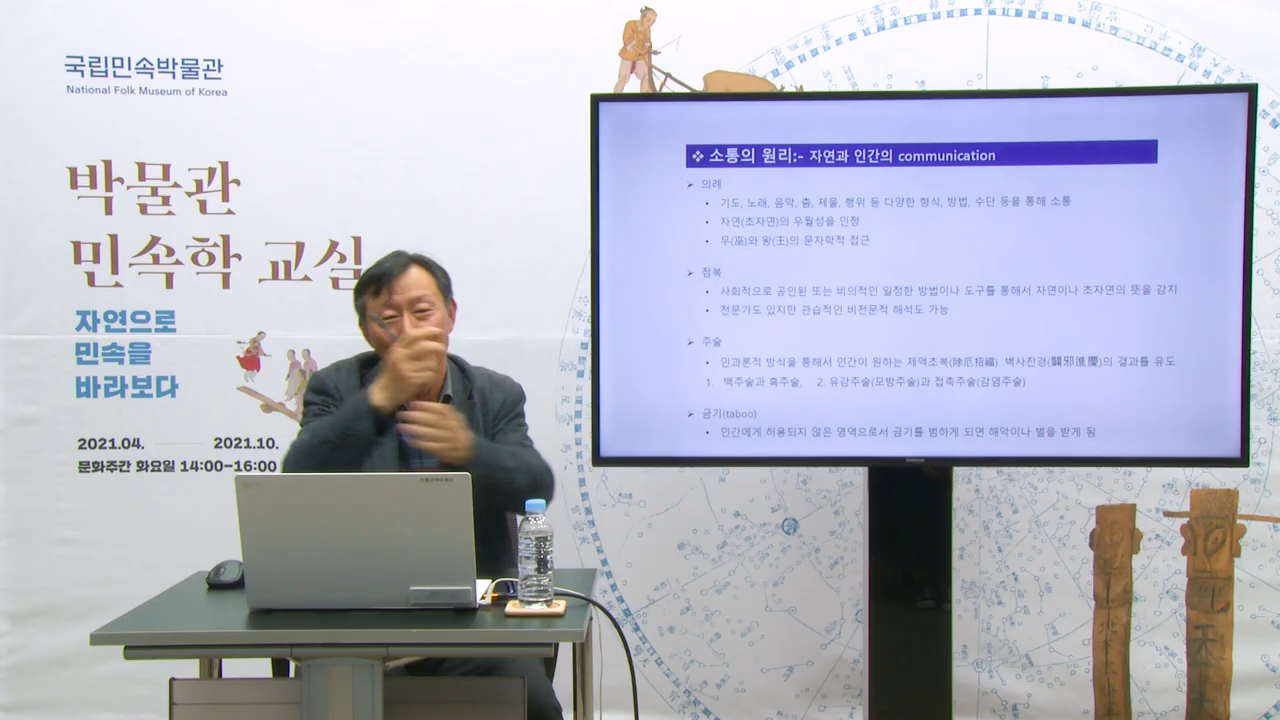 국립민속박물관
National Folk Museum of Korea
박물관
민속학 교실
자연으로
민속을
바라보다
2021.04. 2021.10.
문화주간 화요일 14:00-16:00
❖ 소통의 원리:- 자연과 인간의 communication
➢ 의례
• 기도, 노래, 음악, 춤, 제물, 행위 등 다양한 형식, 방법, 수단 등을 통해 소통
• 자연(초자연)의 우월성을 인정
• 무(巫)와 왕(王)의 문자학적 접근
➢ 점복
• 사회적으로 공인된 또는 비의적인 일정한 방법이나 도구를 통해서 자연이나 초자연의 뜻을 감지
• 전문가도 있지만 관습적인 비전문적 해석도 가능
➢ 주술
• 인과론적 방식을 통해서 인간이 원하는 제액초복(除厄招福), 벽사진경(闢邪進慶)의 결과를 유도
1. 백주술과 흑주술, 2. 유감주술(모방주술)과 접촉주술(감염주술)
➢ 금기(taboo)
• 인간에게 허용되지 않은 영역으로서 금기를 범하게 되면 해악이나 벌을 받게 됨